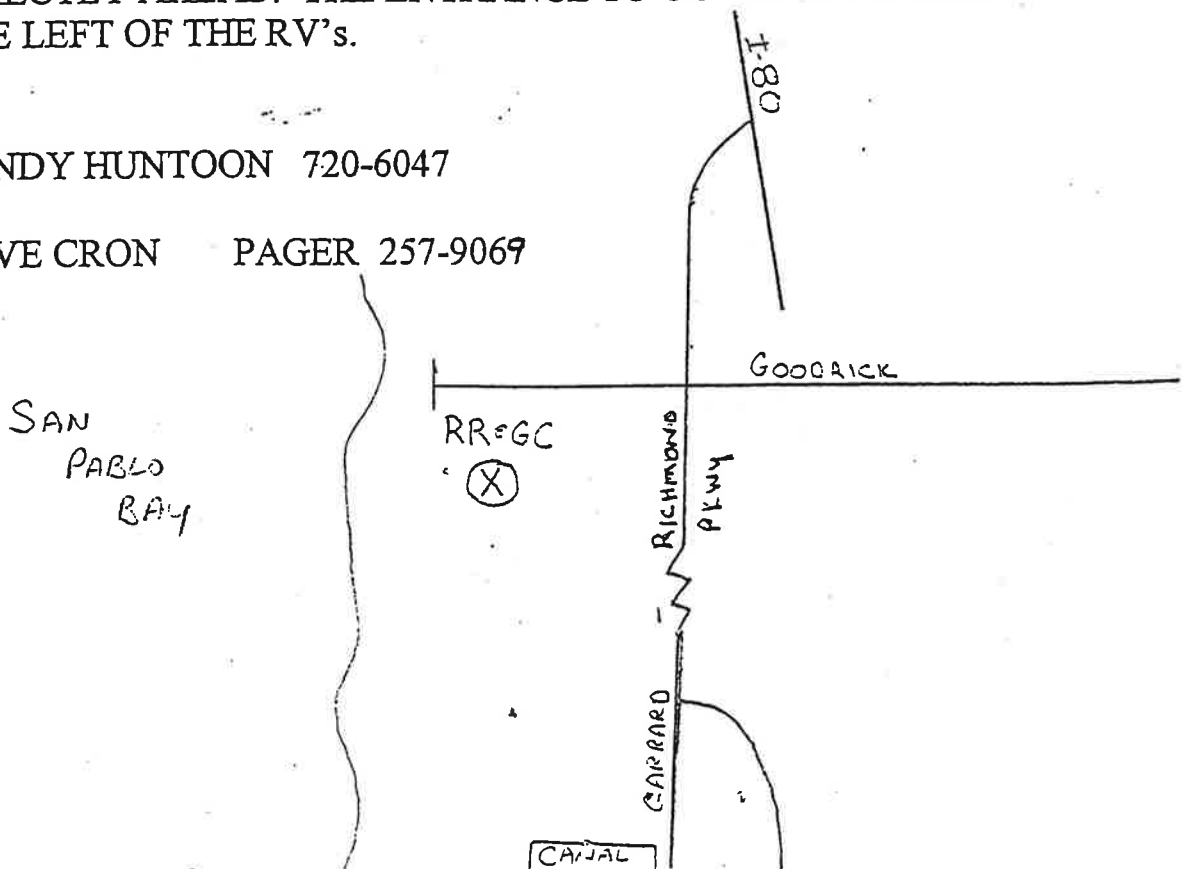 E LEFT OF THE RV's.
NDY HUNTOON 720-6047
VE CRON PAGER 257-9069
I-80
GOODRICK
SAN
PABLO
BAY
RR&GC
X
RICHMOND
PKWY
GARRARD
CANAL